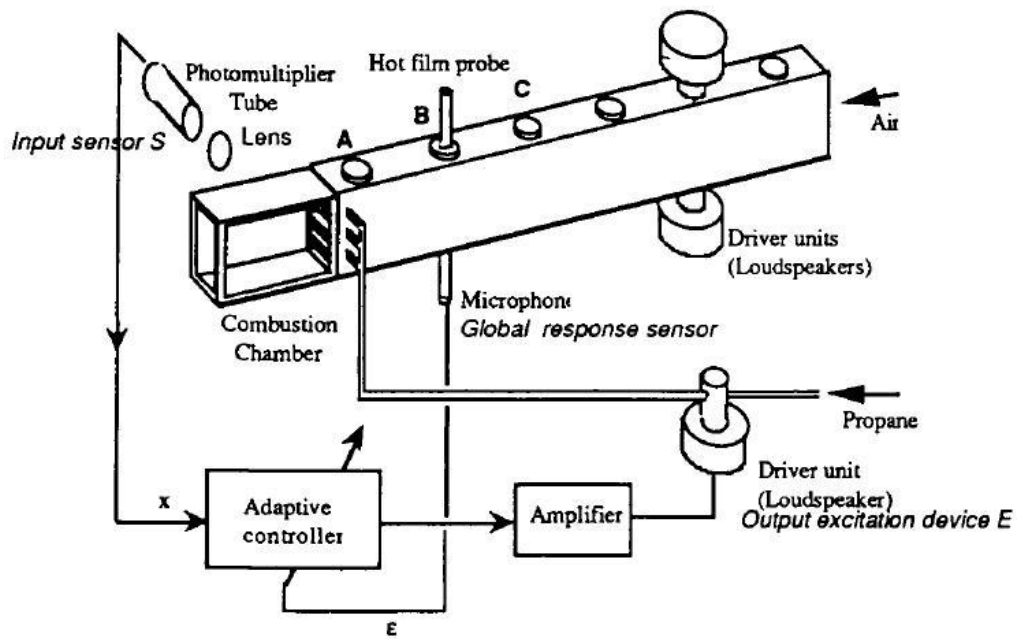 Hot film probe
Photomultiplier
Tube
Input sensor S
Lens
A
B
C
Air
Driver units
(Loudspeakers)
Microphone
Global response sensor
Combustion
Chamber
Propane
Driver unit
(Loudspeaker)
Output excitation device E
x
Adaptive
controller
Amplifier
ε